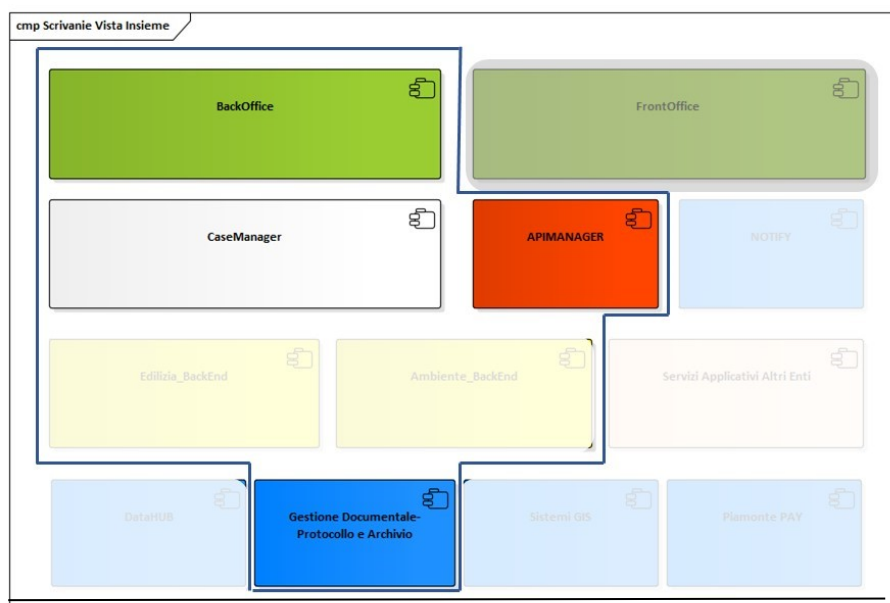 cmp Scrivanie Vista Insieme
BackOffice
FrontOffice
CaseManager
APIMANAGER
NOTIFY
Edilizia_BackEnd
Ambiente_BackEnd
Servizi Applicativi Altri Enti
DataHUB
Gestione Documentale-
Protocollo e Archivio
Sistemi GIS
Piamonte PAY